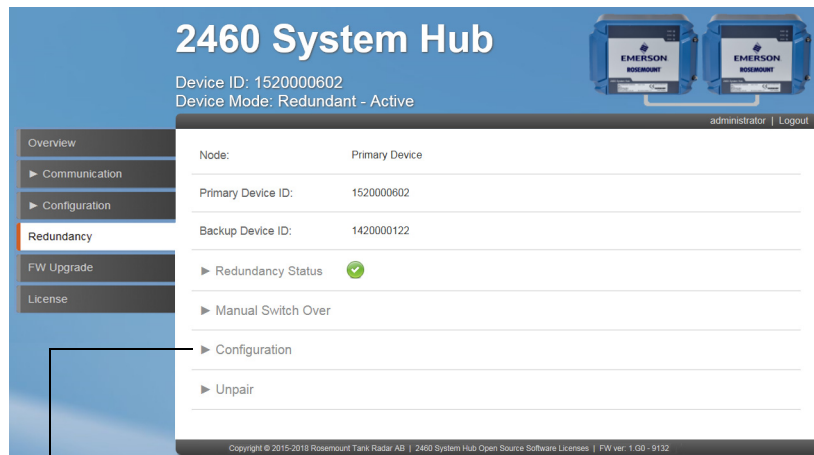 2460 System Hub
EMERSON
ROSEMOUNT
EMERSON
ROSEMOUNT
Device ID: 1520000602
Device Mode: Redundant - Active
administrator | Logout
Overview
► Communication
► Configuration
Redundancy
FW Upgrade
License
Node: Primary Device
Primary Device ID: 1520000602
Backup Device ID: 1420000122
► Redundancy Status
► Manual Switch Over
► Configuration
► Unpair
Copyright © 2015-2018 Rosemount Tank Radar AB | 2460 System Hub Open Source Software Licenses | FW ver: 1.G0 - 9132